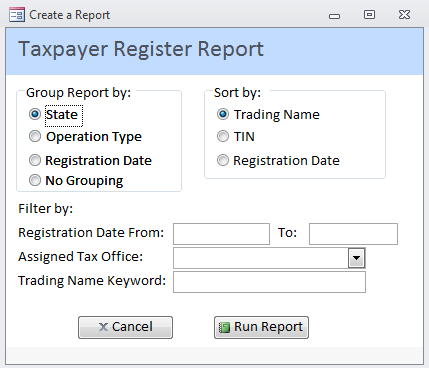 Create a Report
Taxpayer Register Report
Group Report by:
State
Operation Type
Registration Date
No Grouping
Sort by:
Trading Name
TIN
Registration Date
Filter by:
Registration Date From: To:
Assigned Tax Office:
Trading Name Keyword:
Cancel Run Report